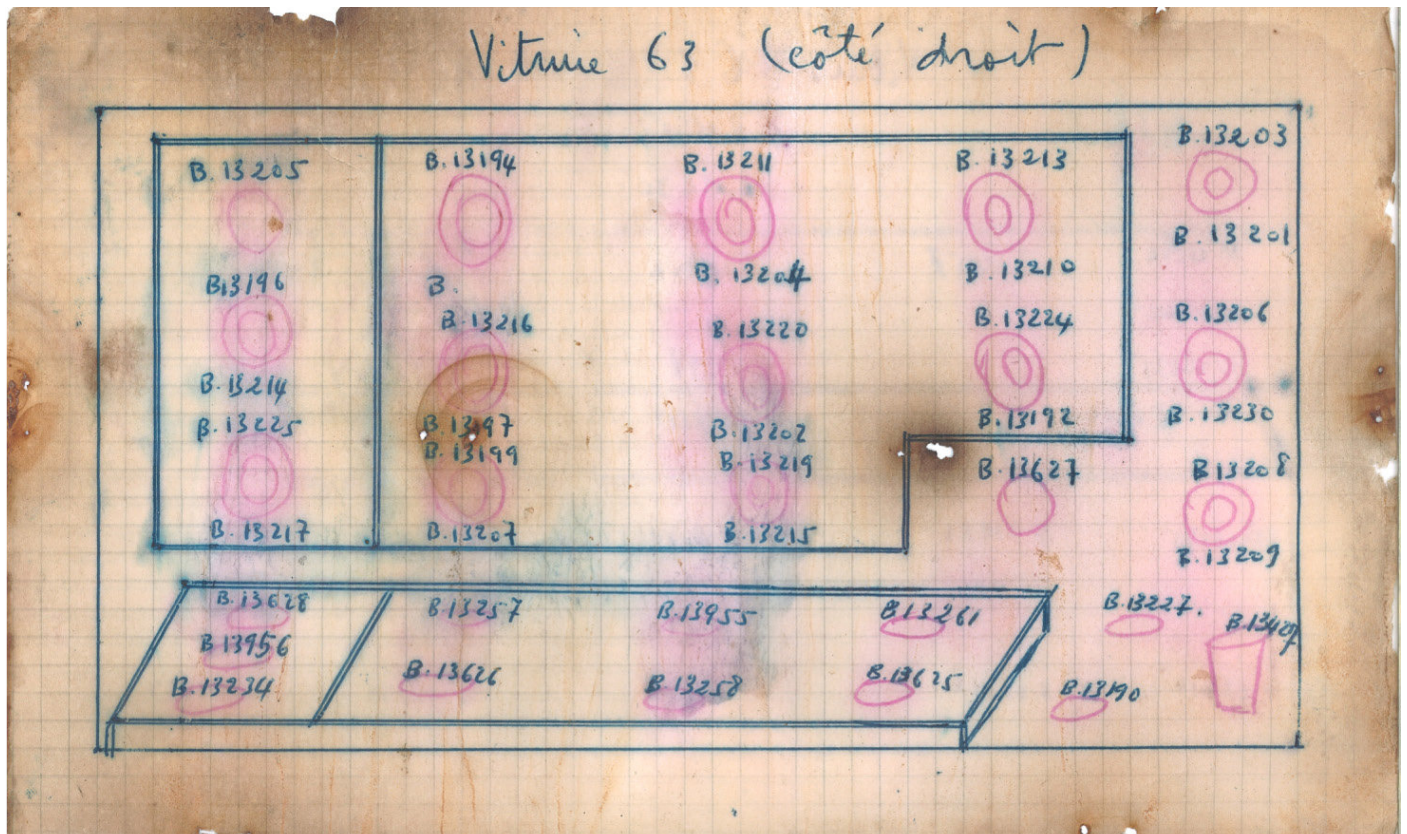 Vitrine 63 (côté droit)
B.13203
B.13205 B.13194 B.13211 B.13213
B.13201
B.13196 B. B.13204 B.13210
B.13216 B.13220 B.13224 B.13206
B.13214
B.13225 B.13197 B.13202 B.13192 B.13230
B.13199 B.13219 B.13627 B.13208
B.13217 B.13207 B.13215
B.13209
B.13628 B.13257 B.13955 B.13261 B.13227.
B.13956
B.13234 B.13626 B.13258 B.13625 B.13190